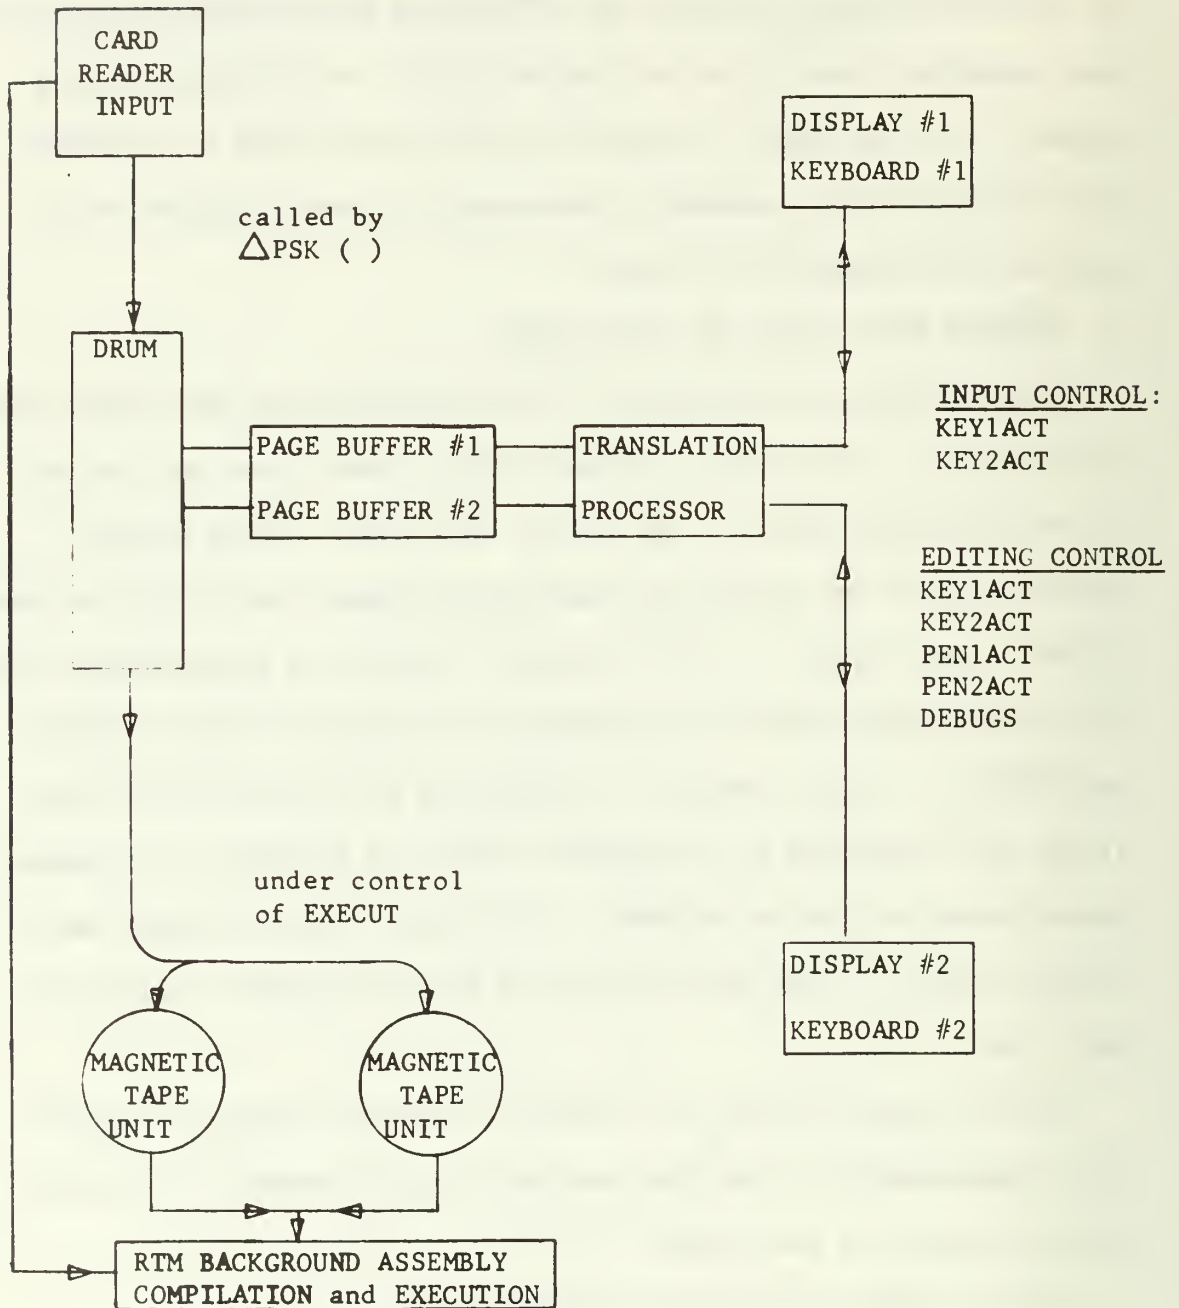 CARD
READER
INPUT
called by
△PSK ( )
DISPLAY #1
KEYBOARD #1
DRUM
PAGE BUFFER #1
PAGE BUFFER #2
TRANSLATION
PROCESSOR
INPUT CONTROL:
KEY1ACT
KEY2ACT
EDITING CONTROL
KEY1ACT
KEY2ACT
PEN1ACT
PEN2ACT
DEBUGS
under control
of EXECUT
DISPLAY #2
KEYBOARD #2
MAGNETIC
TAPE
UNIT
MAGNETIC
TAPE
UNIT
RTM BACKGROUND ASSEMBLY
COMPILATION and EXECUTION